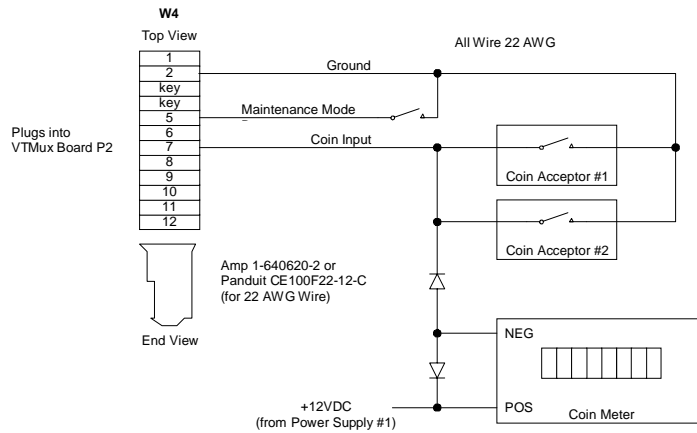 W4
Top View
All Wire 22 AWG
1
2
key
key
5
6
7
8
9
10
11
12
Ground
Maintenance Mode
Coin Input
Plugs into
VTMux Board P2
Coin Acceptor #1
Coin Acceptor #2
Amp 1-640620-2 or
Panduit CE100F22-12-C
(for 22 AWG Wire)
End View
NEG
POS
Coin Meter
+12VDC
(from Power Supply #1)